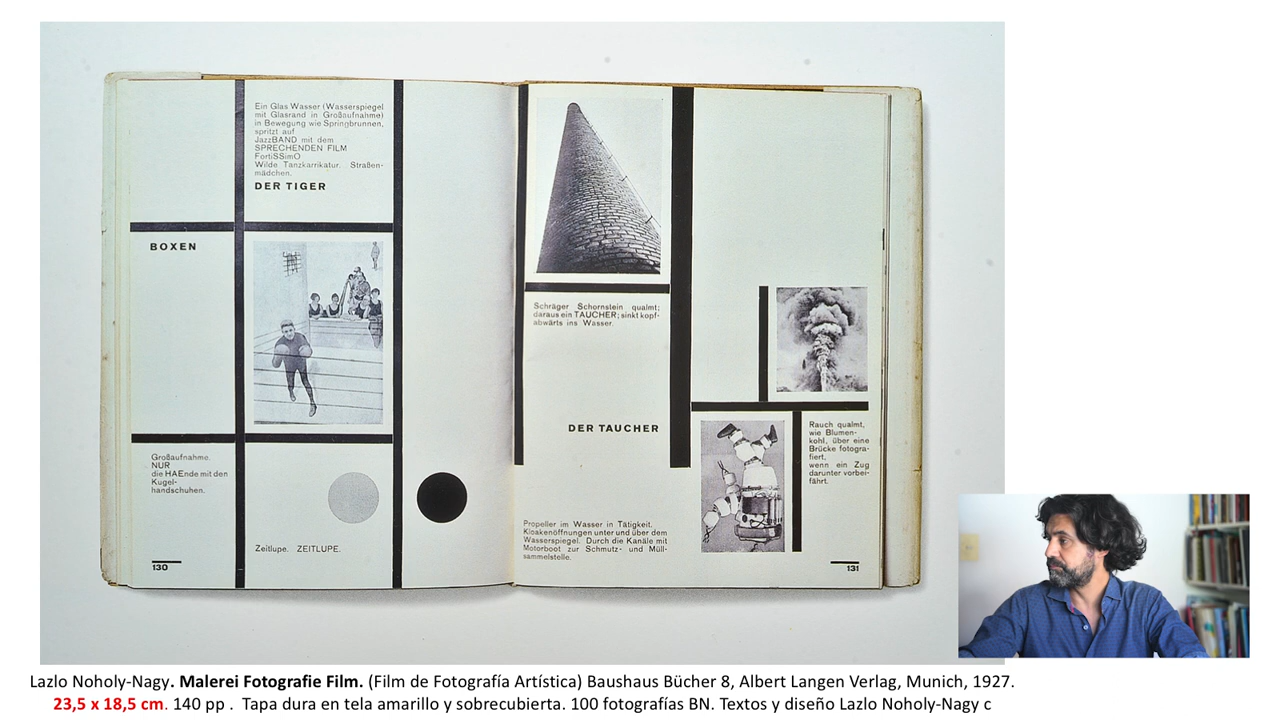 Ein Glas Wasser (Wasserspiegel
mit Glasrand in Großaufnahme)
in Bewegung wie Springbrunnen,
spritzt auf
JazzBAND mit dem
SPRECHENDEN FILM
FortiSSimO
Wilde Tanzkarrikatur. Straßen-
mädchen.
DER TIGER
BOXEN
Großaufnahme.
NUR
die HAEnde mit den
Kugel-
handschuhen.
Zeitlupe. ZEITLUPE.
130
Schräger Schornstein qualmt;
daraus ein TAUCHER; sinkt kopf-
abwärts ins Wasser.
DER TAUCHER
Propeller im Wasser in Tätigkeit.
Kloakenöffnungen unter und über dem
Wasserspiegel. Durch die Kanäle mit
Motorboot zur Schmutz- und Müll-
sammelstelle.
Rauch qualmt,
wie Blumen-
kohl, über eine
Brücke fotogra-
fiert,
wenn ein Zug
darunter vorbei-
fährt.
131
Lazlo Noholy-Nagy. Malerei Fotografie Film. (Film de Fotografía Artística) Baushaus Bücher 8, Albert Langen Verlag, Munich, 1927.
23,5 x 18,5 cm. 140 pp . Tapa dura en tela amarillo y sobrecubierta. 100 fotografías BN. Textos y diseño Lazlo Noholy-Nagy c